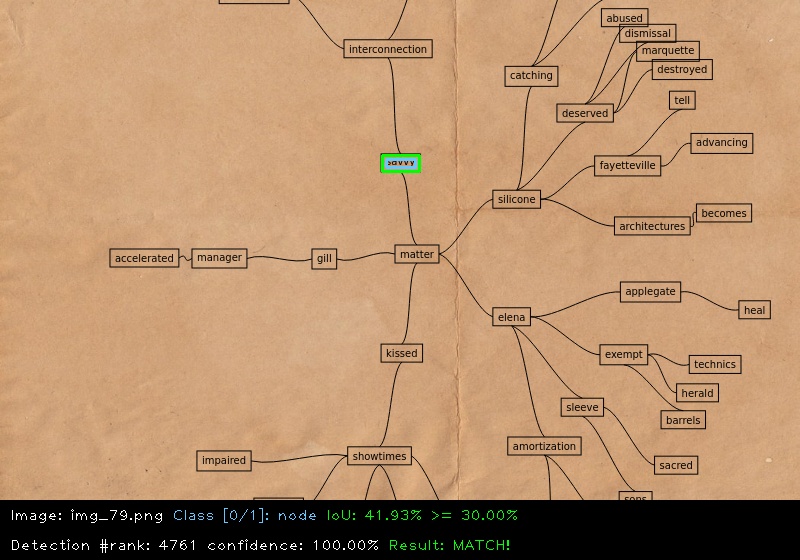 abused
dismissal
interconnection
marquette
destroyed
catching
tell
deserved
advancing
savvy
fayetteville
silicone
becomes
architectures
matter
accelerated
manager
gill
applegate
heal
elena
kissed
exempt
technics
herald
sleeve
barrels
amortization
showtimes
impaired
sacred
sons
Image: img_79.png Class [0/1]: node IoU: 41.93% >= 30.00%
Detection #rank: 4761 confidence: 100.00% Result: MATCH!